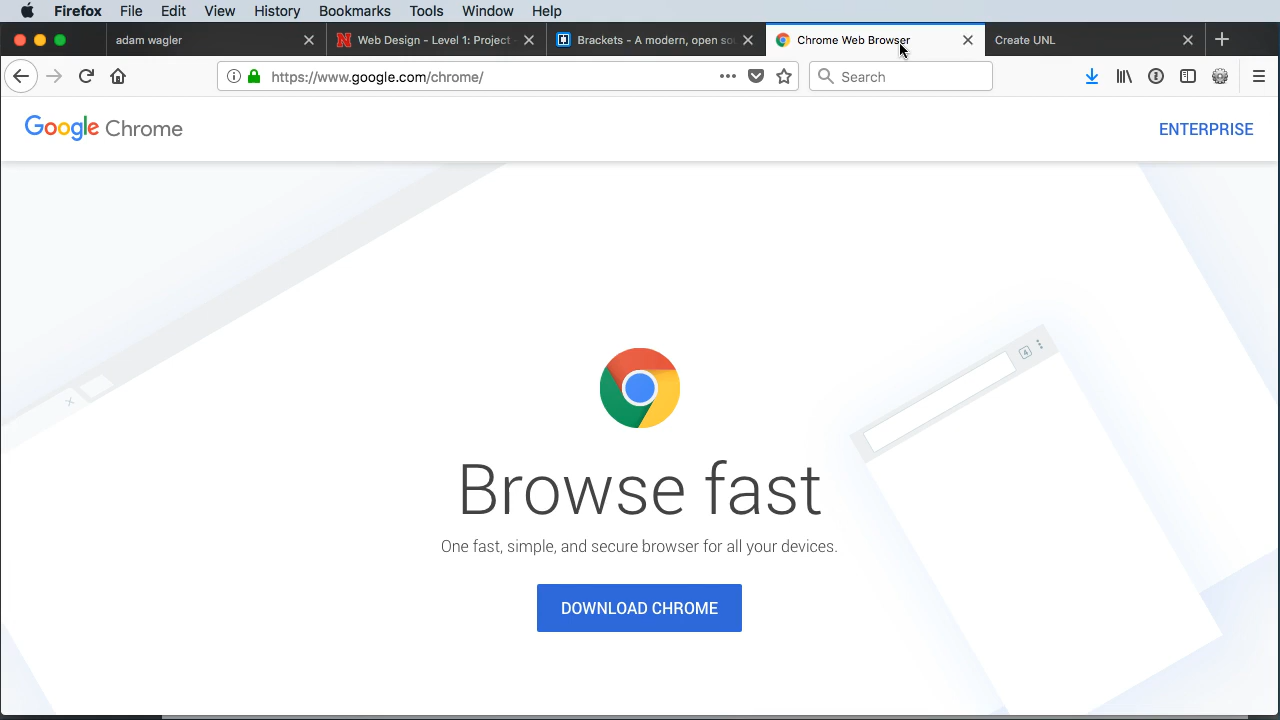 Firefox File Edit View History Bookmarks Tools Window Help
adam wagler
Web Design - Level 1: Project -
Brackets - A modern, open so
Chrome Web Browser
Create UNL
https://www.google.com/chrome/
Search
Google Chrome
ENTERPRISE
4
Browse fast
One fast, simple, and secure browser for all your devices.
DOWNLOAD CHROME